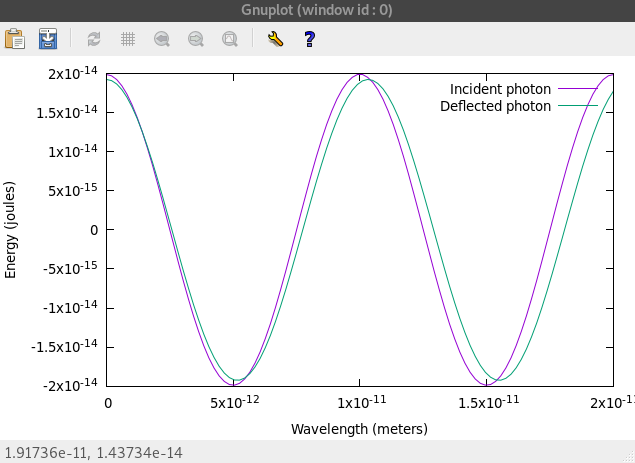 Gnuplot (window id : 0)
2x10⁻¹⁴
1.5x10⁻¹⁴
1x10⁻¹⁴
5x10⁻¹⁵
0
-5x10⁻¹⁵
-1x10⁻¹⁴
-1.5x10⁻¹⁴
-2x10⁻¹⁴
Energy (joules)
Incident photon
Deflected photon
0 5x10⁻¹² 1x10⁻¹¹ 1.5x10⁻¹¹ 2x10⁻¹
Wavelength (meters)
1.91736e-11, 1.43734e-14